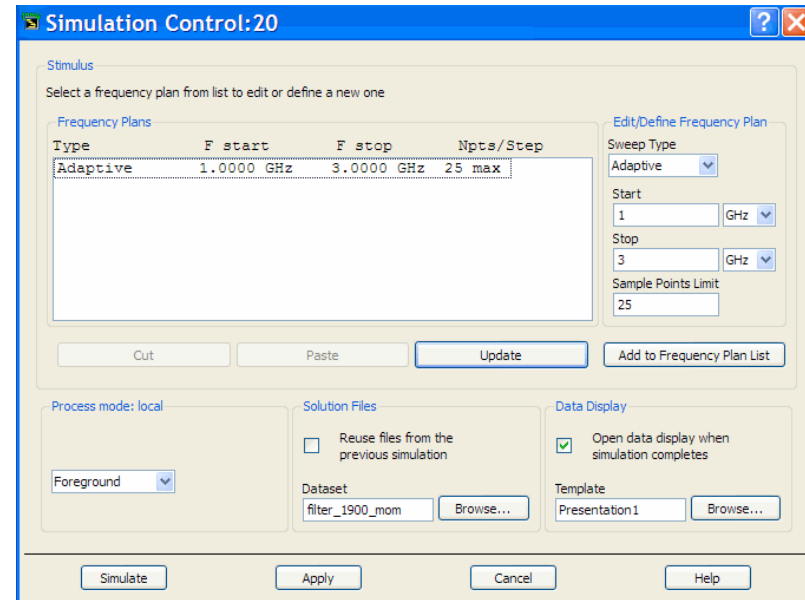 Simulation Control:20
Stimulus
Select a frequency plan from list to edit or define a new one
Frequency Plans
Type F start F stop Npts/Step
Adaptive 1.0000 GHz 3.0000 GHz 25 max
Edit/Define Frequency Plan
Sweep Type
Adaptive
Start
1 GHz
Stop
3 GHz
Sample Points Limit
25
Cut Paste Update Add to Frequency Plan List
Process mode: local
Foreground
Solution Files
Reuse files from the
previous simulation
Dataset
filter_1900_mom Browse...
Data Display
Open data display when
simulation completes
Template
Presentation1 Browse...
Simulate Apply Cancel Help